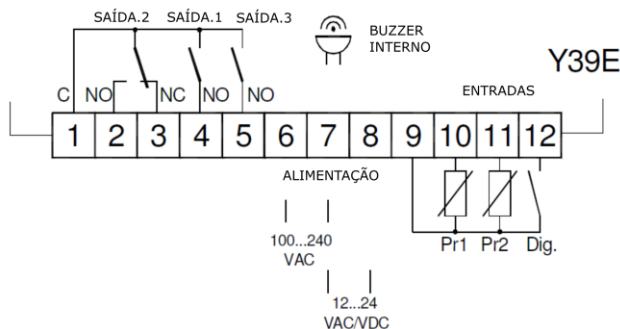 SAÍDA.2 SAÍDA.1 SAÍDA.3
BUZZER
INTERNO
Y39E
C NO NC NO NO
ENTRADAS
1 2 3 4 5 6 7 8 9 10 11 12
ALIMENTAÇÃO
100...240
VAC
12...24
VAC/VDC
Pr1 Pr2 Dig.